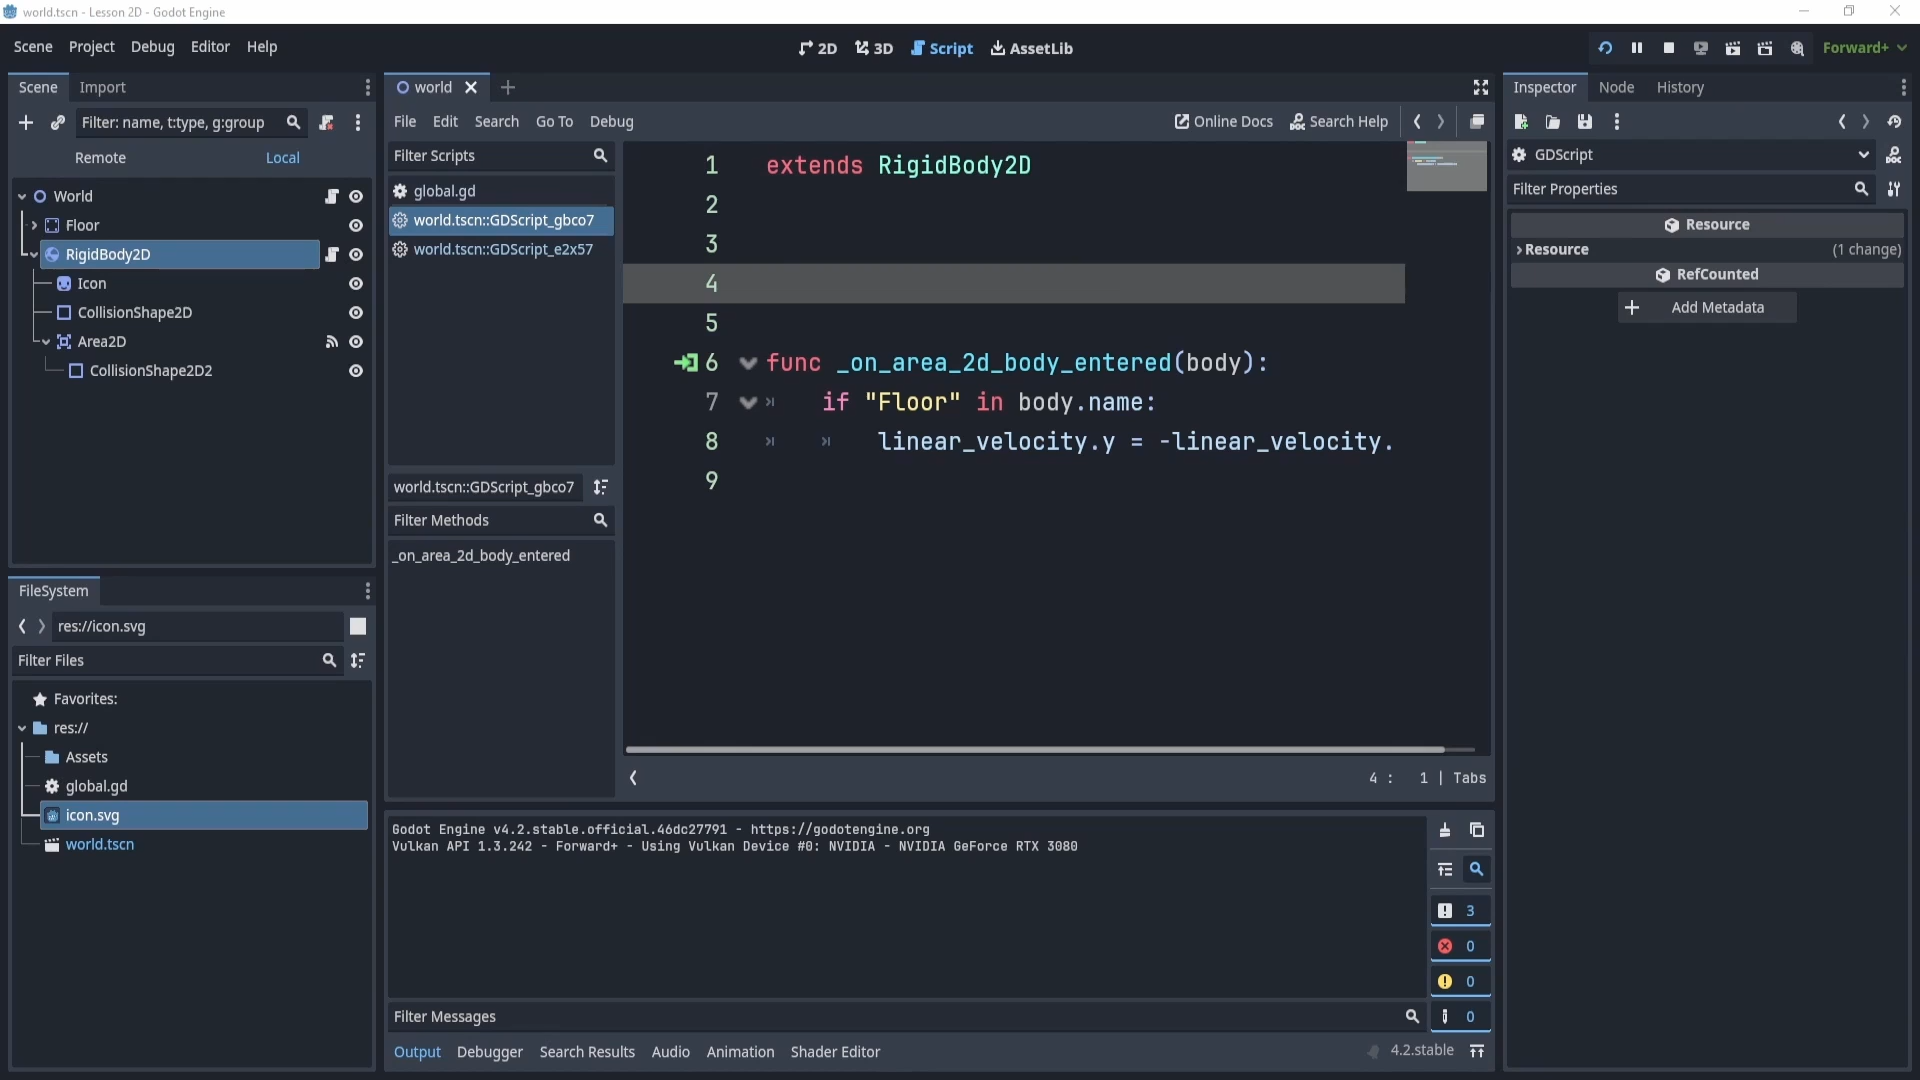 world.tscn - Lesson 2D - Godot Engine
Scene Project Debug Editor Help
2D 3D Script AssetLib
Forward+
Scene Import
Filter: name, t:type, g:group
Remote Local
World
Floor
RigidBody2D
Icon
CollisionShape2D
Area2D
CollisionShape2D2
FileSystem
res://icon.svg
Filter Files
Favorites:
res://
Assets
global.gd
icon.svg
world.tscn
world
File Edit Search Go To Debug
Online Docs Search Help
Filter Scripts
global.gd
world.tscn::GDScript_gbco7
world.tscn::GDScript_e2x57
world.tscn::GDScript_gbco7
Filter Methods
_on_area_2d_body_entered
1 extends RigidBody2D
2
3
4
5
6 func _on_area_2d_body_entered(body):
7 if "Floor" in body.name:
8 linear_velocity.y = -linear_velocity.
9
4 : 1 | Tabs
Godot Engine v4.2.stable.official.46dc27791 - https://godotengine.org
Vulkan API 1.3.242 - Forward+ - Using Vulkan Device #0: NVIDIA - NVIDIA GeForce RTX 3080
3
0
0
0
Filter Messages
Output Debugger Search Results Audio Animation Shader Editor
4.2.stable
Inspector Node History
GDScript
Filter Properties
Resource
Resource (1 change)
RefCounted
Add Metadata